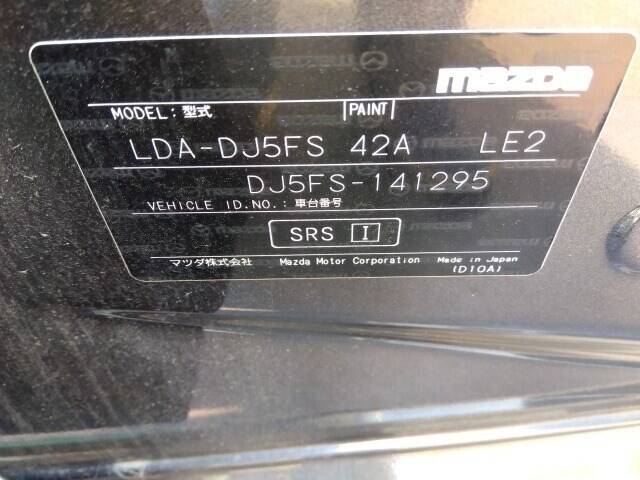 mazda
MODEL: 型式 PAINT
LDA-DJ5FS 42A LE2
DJ5FS-141295
VEHICLE ID.NO.: 車台番号
SRS I
マツダ株式会社 Mazda Motor Corporation Made in Japan
(D10A)